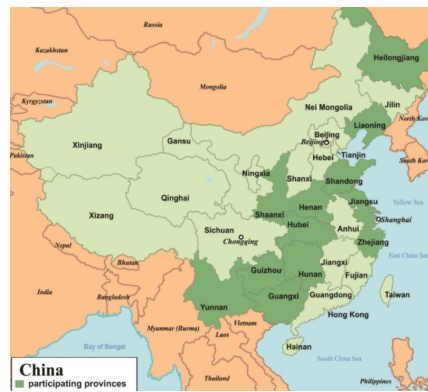 Russia
Kazakhstan
Heilongjiang
Mongolia
Jilin
Nei Mongolia
Kyrgyzstan
Liaoning
North Korea
Beijing
Beijing
Xinjiang
Gansu
Tianjin
Hebei
South Korea
Pakistan
Ningxia
Shanxi
Shandong
Qinghai
Yellow Sea
Jiangsu
Shaanxi
Henan
Xizang
Shanghai
Hubei
Anhui
Sichuan
Chongqing
Zhejiang
Nepal
East China Sea
Jiangxi
Bhutan
Guizhou
Hunan
Fujian
India
Bangladesh
Yunnan
Guangxi
Guangdong
Taiwan
Hong Kong
Myanmar (Burma)
Vietnam
Laos
Bay of Bengal
Hainan
South China Sea
China
participating provinces
Thailand
Philippines